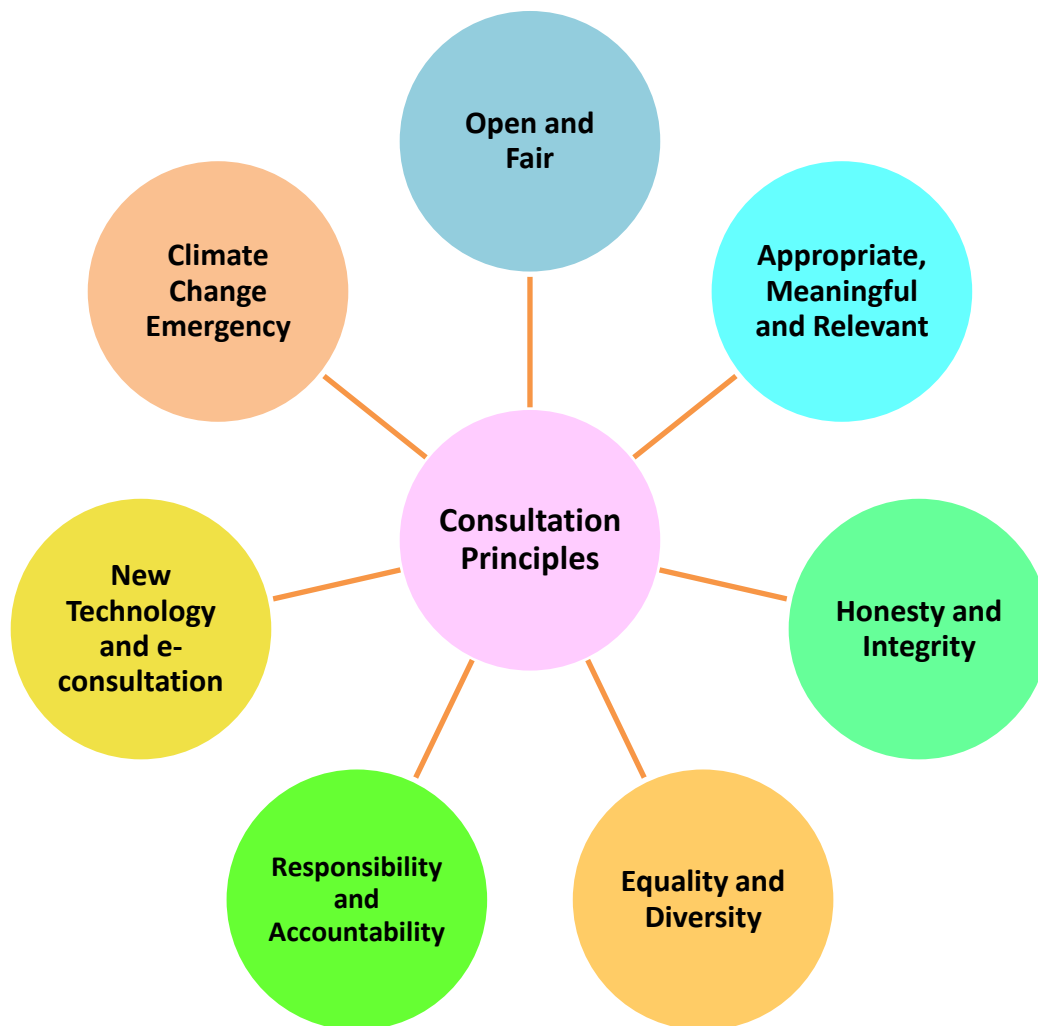 Open and
Fair
Appropriate,
Meaningful
and Relevant
Honesty and
Integrity
Equality and
Diversity
Responsibility
and
Accountability
New
Technology
and e-
consultation
Climate
Change
Emergency
Consultation
Principles